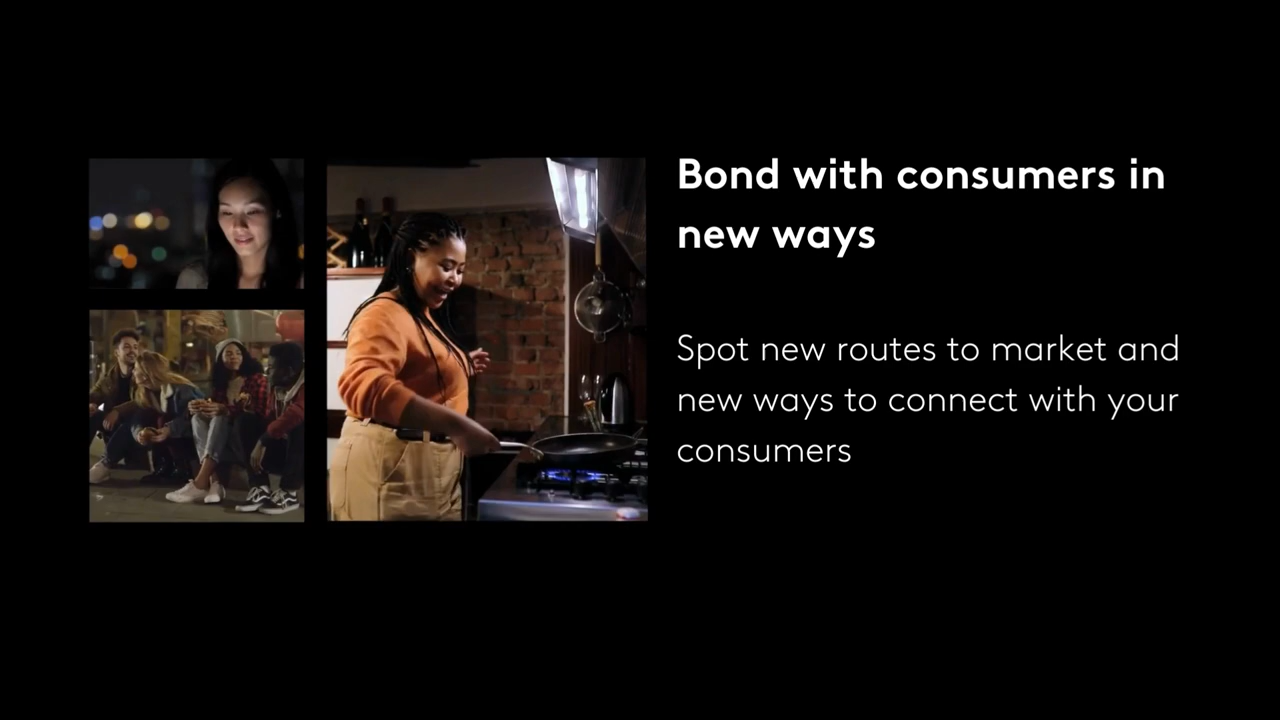 Bond with consumers in
new ways
Spot new routes to market and
new ways to connect with your
consumers